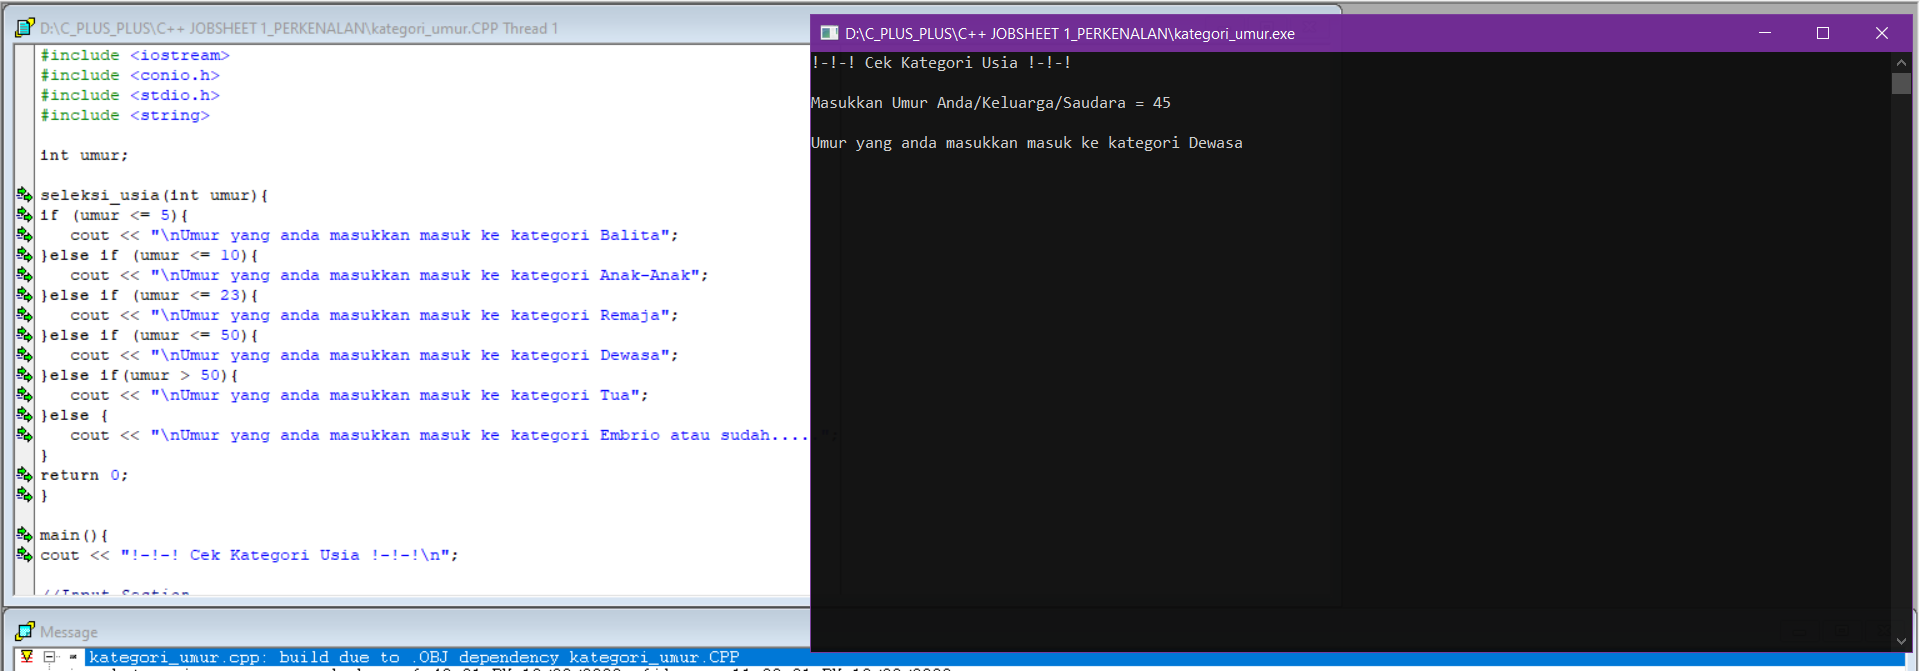 D:\C_PLUS_PLUS\C++ JOBSHEET 1_PERKENALAN\kategori_umur.CPP Thread 1
#include <iostream>
#include <conio.h>
#include <stdio.h>
#include <string>
int umur;
seleksi_usia(int umur){
if (umur <= 5){
cout << "\nUmur yang anda masukkan masuk ke kategori Balita";
}else if (umur <= 10){
cout << "\nUmur yang anda masukkan masuk ke kategori Anak-Anak";
}else if (umur <= 23){
cout << "\nUmur yang anda masukkan masuk ke kategori Remaja";
}else if (umur <= 50){
cout << "\nUmur yang anda masukkan masuk ke kategori Dewasa";
}else if(umur > 50){
cout << "\nUmur yang anda masukkan masuk ke kategori Tua";
}else {
cout << "\nUmur yang anda masukkan masuk ke kategori Embrio atau sudah.....";
}
return 0;
}
main(){
cout << "!-!-! Cek Kategori Usia !-!-!\n";
//Input Section
D:\C_PLUS_PLUS\C++ JOBSHEET 1_PERKENALAN\kategori_umur.exe
!-!-! Cek Kategori Usia !-!-!
Masukkan Umur Anda/Keluarga/Saudara = 45
Umur yang anda masukkan masuk ke kategori Dewasa
Message
kategori_umur.cpp: build due to .OBJ dependency kategori_umur.CPP